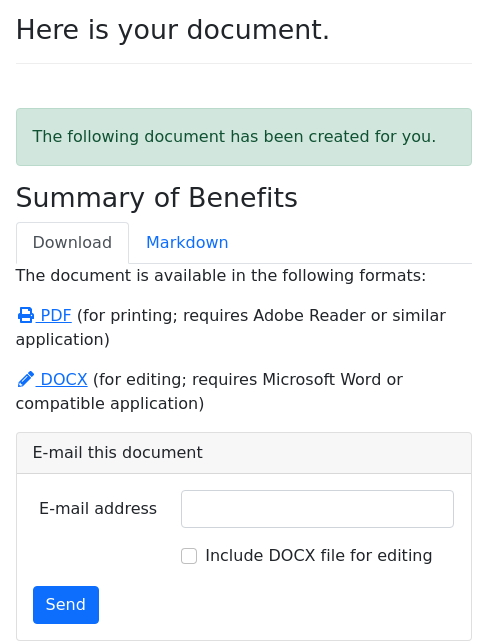 Here is your document.
The following document has been created for you.
Summary of Benefits
Download Markdown
The document is available in the following formats:
PDF (for printing; requires Adobe Reader or similar
application)
DOCX (for editing; requires Microsoft Word or
compatible application)
E-mail this document
E-mail address
Include DOCX file for editing
Send